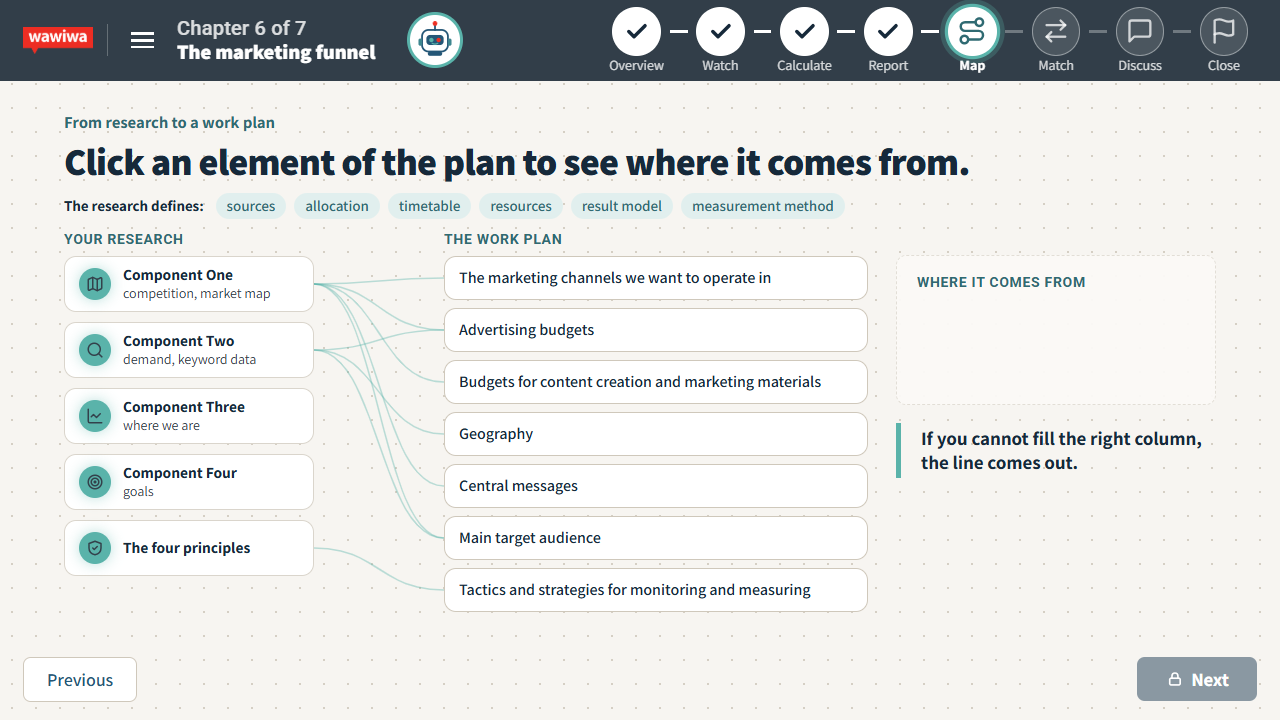 wawiwa
Chapter 6 of 7
The marketing funnel
Overview
Watch
Calculate
Report
Map
Match
Discuss
Close
From research to a work plan
Click an element of the plan to see where it comes from.
The research defines: sources allocation timetable resources result model measurement method
YOUR RESEARCH
Component One
competition, market map
Component Two
demand, keyword data
Component Three
where we are
Component Four
goals
The four principles
THE WORK PLAN
The marketing channels we want to operate in
Advertising budgets
Budgets for content creation and marketing materials
Geography
Central messages
Main target audience
Tactics and strategies for monitoring and measuring
WHERE IT COMES FROM
If you cannot fill the right column,
the line comes out.
Previous
Next